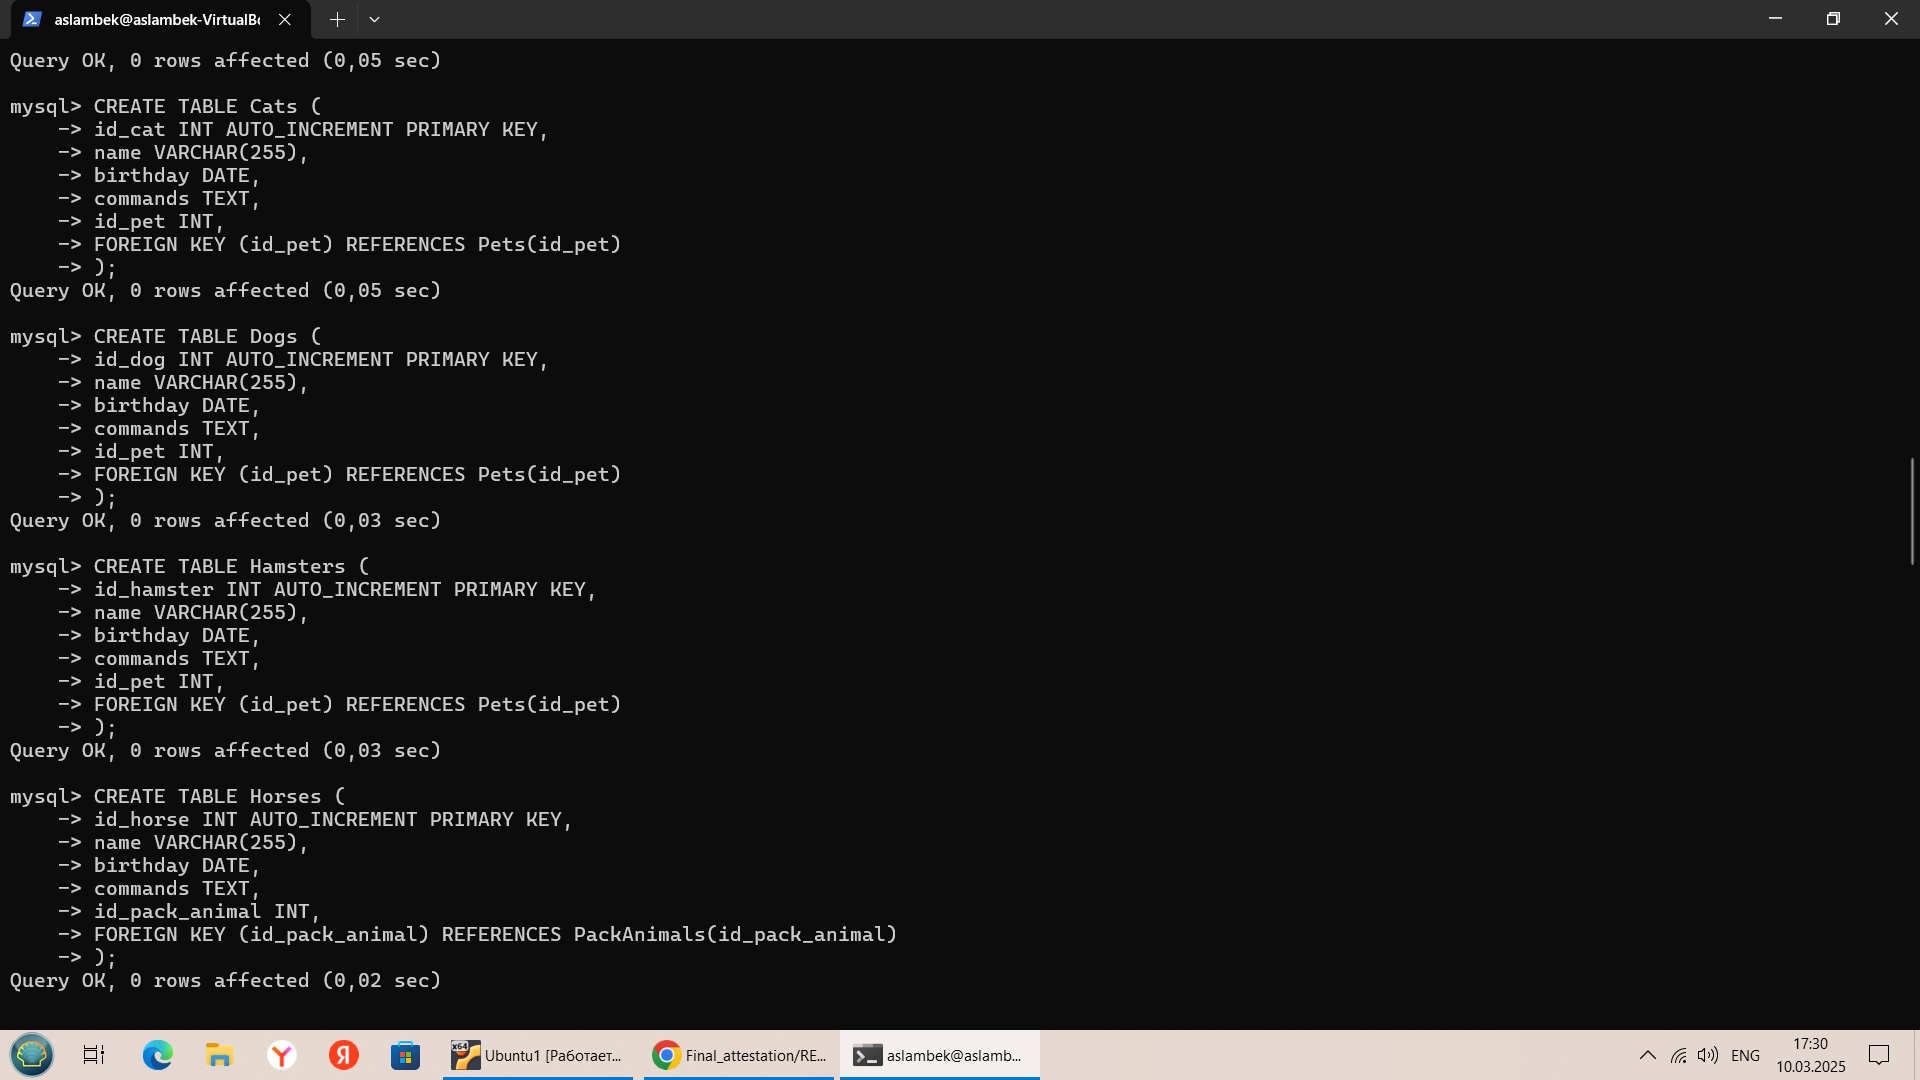 aslambek@aslambek-VirtualBo
Query OK, 0 rows affected (0,05 sec)
mysql> CREATE TABLE Cats (
    -> id_cat INT AUTO_INCREMENT PRIMARY KEY,
    -> name VARCHAR(255),
    -> birthday DATE,
    -> commands TEXT,
    -> id_pet INT,
    -> FOREIGN KEY (id_pet) REFERENCES Pets(id_pet)
    -> );
Query OK, 0 rows affected (0,05 sec)
mysql> CREATE TABLE Dogs (
    -> id_dog INT AUTO_INCREMENT PRIMARY KEY,
    -> name VARCHAR(255),
    -> birthday DATE,
    -> commands TEXT,
    -> id_pet INT,
    -> FOREIGN KEY (id_pet) REFERENCES Pets(id_pet)
    -> );
Query OK, 0 rows affected (0,03 sec)
mysql> CREATE TABLE Hamsters (
    -> id_hamster INT AUTO_INCREMENT PRIMARY KEY,
    -> name VARCHAR(255),
    -> birthday DATE,
    -> commands TEXT,
    -> id_pet INT,
    -> FOREIGN KEY (id_pet) REFERENCES Pets(id_pet)
    -> );
Query OK, 0 rows affected (0,03 sec)
mysql> CREATE TABLE Horses (
    -> id_horse INT AUTO_INCREMENT PRIMARY KEY,
    -> name VARCHAR(255),
    -> birthday DATE,
    -> commands TEXT,
    -> id_pack_animal INT,
    -> FOREIGN KEY (id_pack_animal) REFERENCES PackAnimals(id_pack_animal)
    -> );
Query OK, 0 rows affected (0,02 sec)
Y
Я
x64
Ubuntu1 [Работает...
Final_attestation/RE...
aslambek@aslamb...
ENG
17:30
10.03.2025